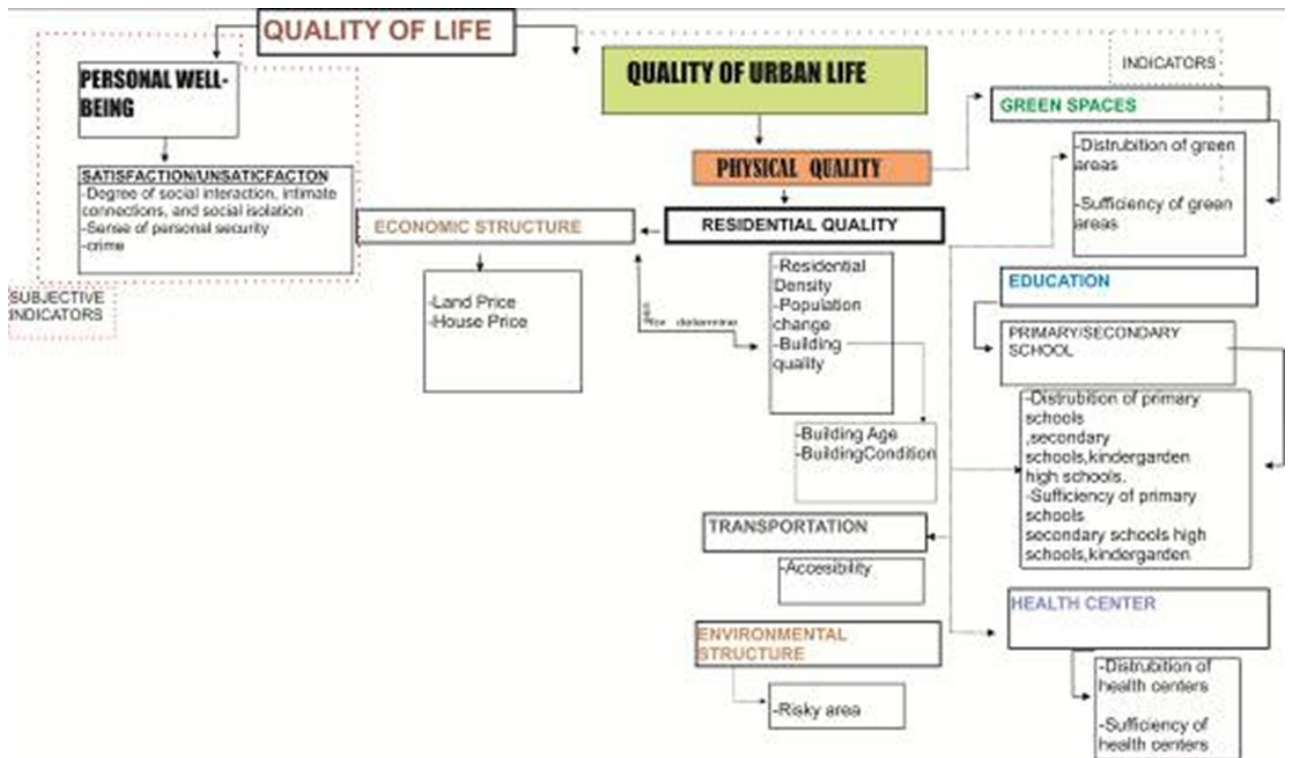 QUALITY OF LIFE
PERSONAL WELL-
BEING
SATISFACTION/UNSATICFACTON
-Degree of social interaction, intimate
connections, and social isolation
-Sense of personal security
-crime
SUBJECTIVE
INDICATORS
QUALITY OF URBAN LIFE
PHYSICAL QUALITY
RESIDENTIAL QUALITY
-Residential
Density
-Population
change
-Building
quality
-Building Age
-BuildingCondition
ECONOMIC STRUCTURE
-Land Price
-House Price
for determine
TRANSPORTATION
-Accesibility
ENVIRONMENTAL
STRUCTURE
-Risky area
INDICATORS
GREEN SPACES
-Distrubition of green
areas
-Sufficiency of green
areas
EDUCATION
PRIMARY/SECONDARY
SCHOOL
-Distrubition of primary
schools
,secondary
schools,kindergarden
high schools.
-Sufficiency of primary
schools
secondary schools high
schools,kindergarden
HEALTH CENTER
-Distrubition of
health centers
-Sufficiency of
health centers